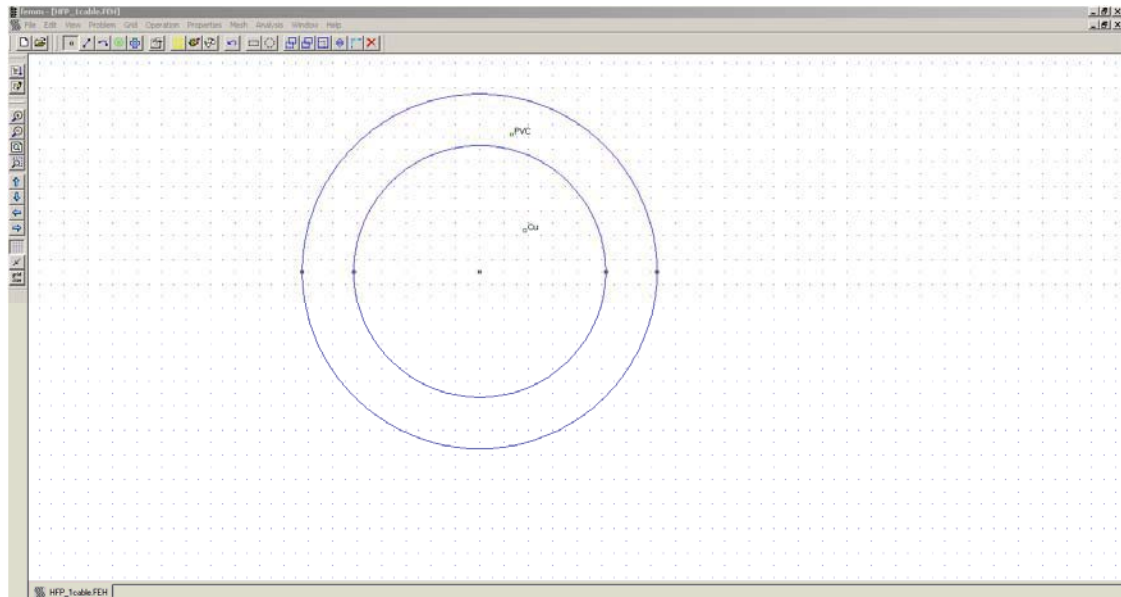 femm - [HFP_1cable.FEH]
File Edit View Problem Grid Operation Properties Mesh Analysis Window Help
PVC
Cu
HFP_1cable.FEH